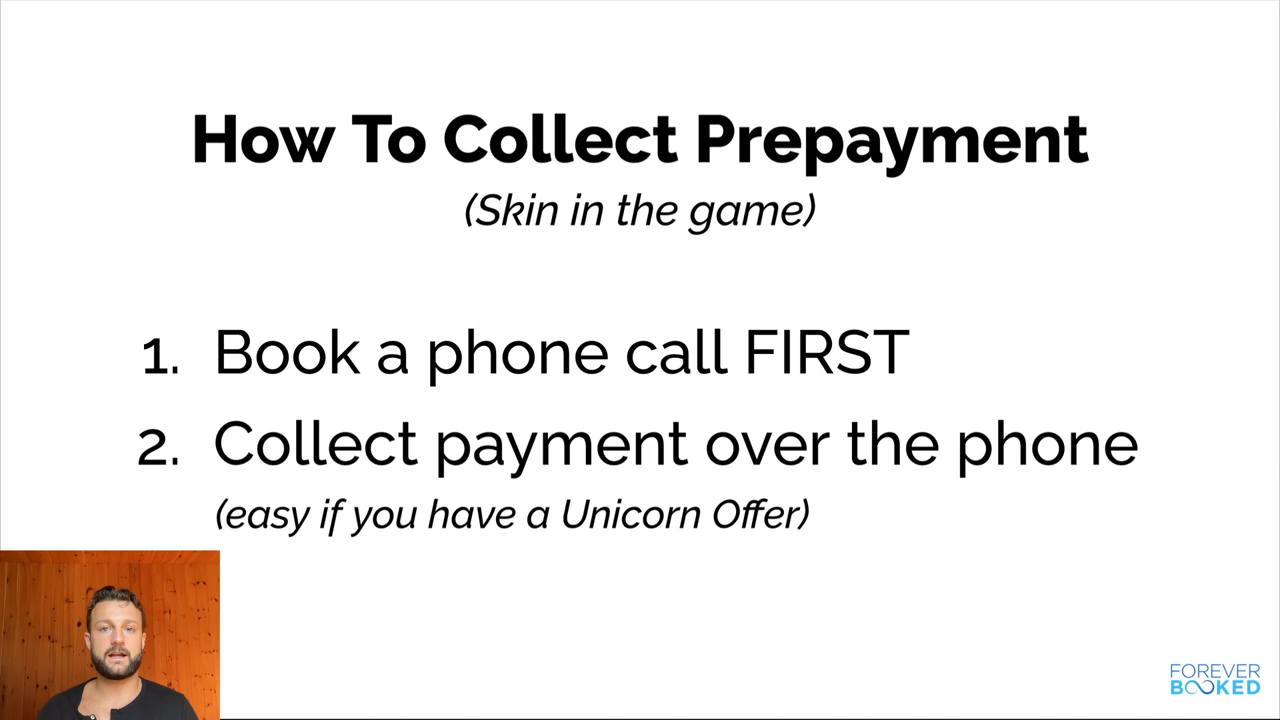 How To Collect Prepayment
(Skin in the game)
1. Book a phone call FIRST
2. Collect payment over the phone
(easy if you have a Unicorn Offer)
FOREVER
BOOKED